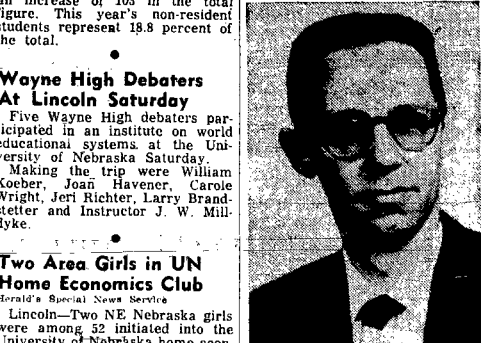 an increase of 103 in the total
figure. This year's non-resident
students represent 18.8 percent of
the total.
Wayne High Debaters
At Lincoln Saturday
Five Wayne High debaters par-
icipated in an institute on world
educational systems at the Uni-
versity of Nebraska Saturday.
Making the trip were William
Koeber, Joan Havener, Carole
Wright, Jeri Richter, Larry Brand-
stetter and Instructor J. W. Mill-
dyke.
Two Area Girls in UN
Home Economics Club
Herald's Special News Service
Lincoln—Two NE Nebraska girls
were among 52 initiated into the
University of Nebraska home econ-